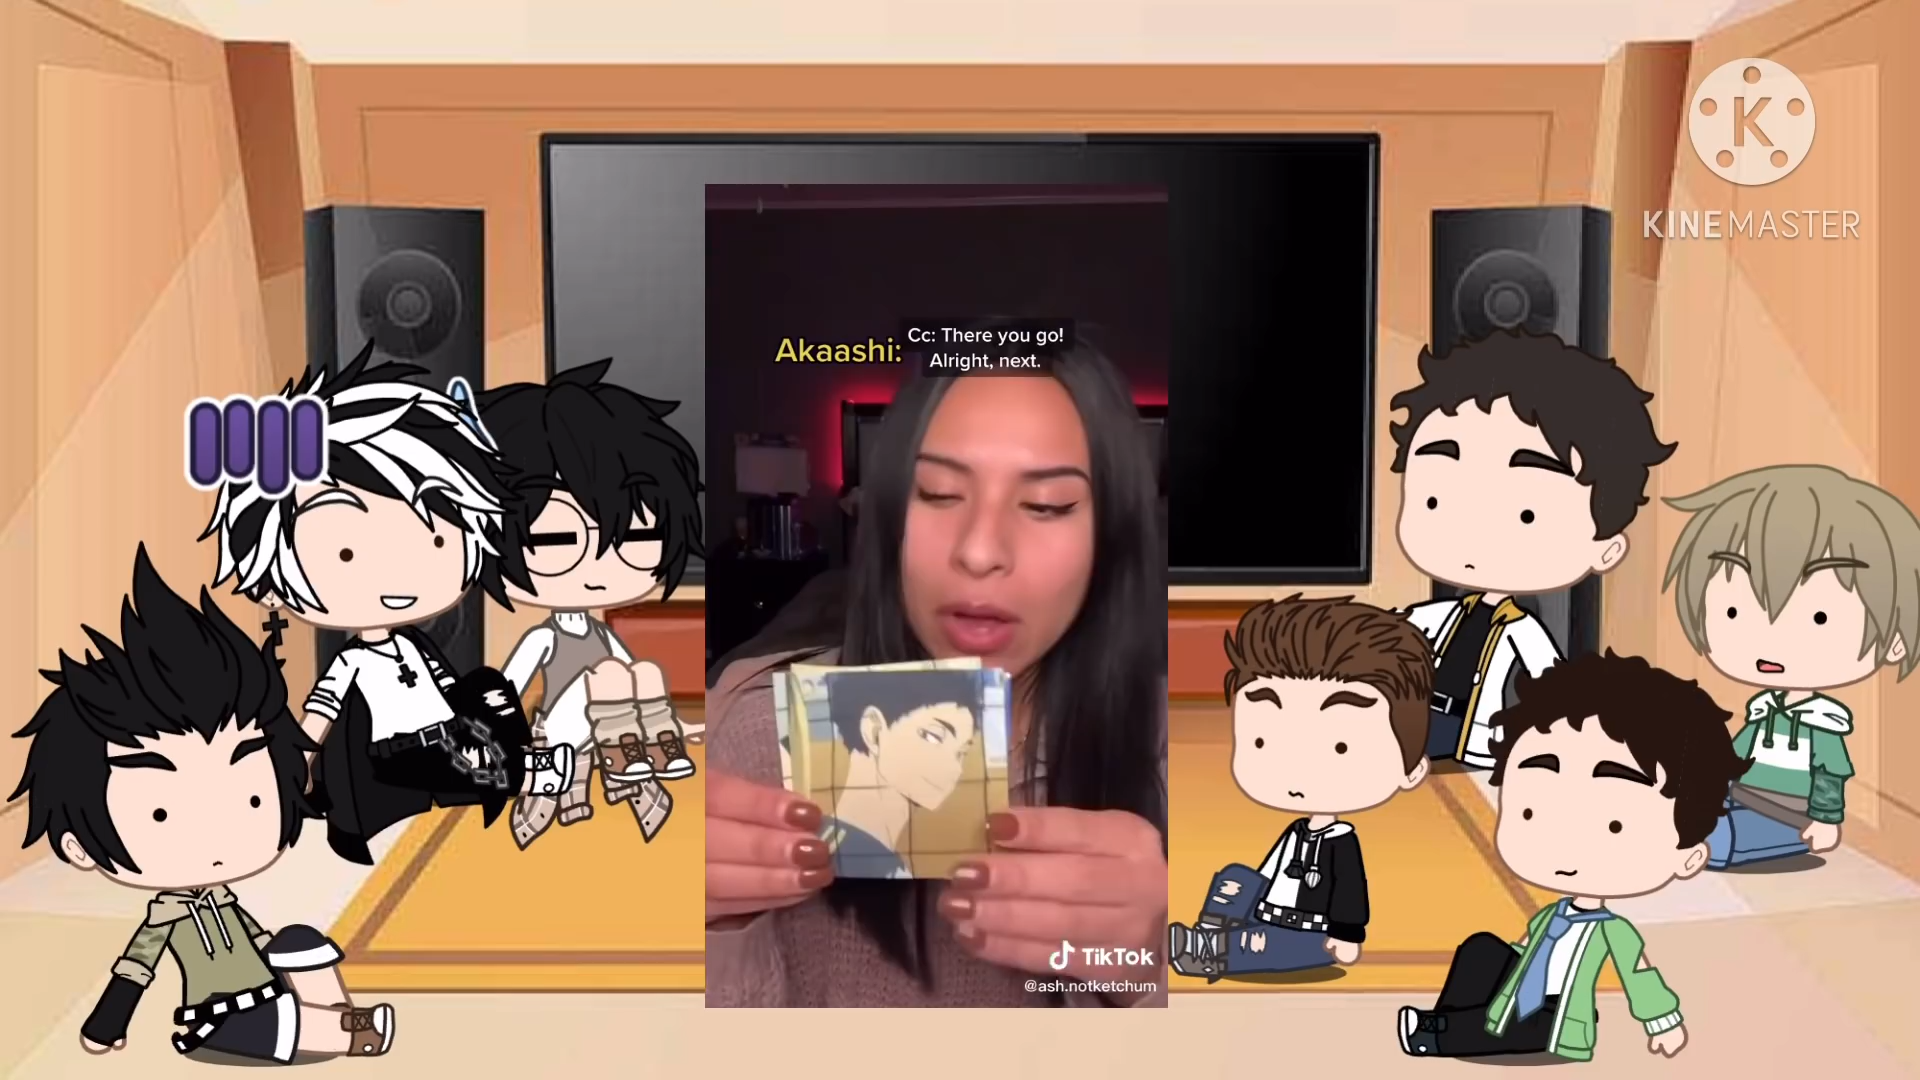 K
KINEMASTER
Akaashi:
Cc: There you go!
Alright, next.
TikTok
@ash.notketchum